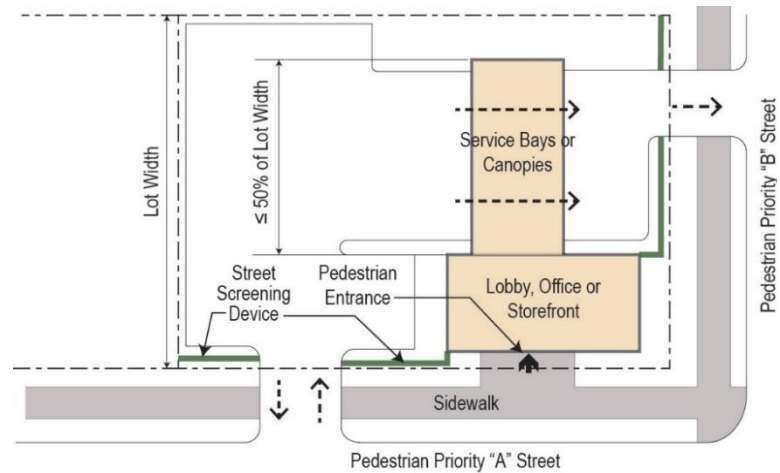 Lot Width
≤ 50% of Lot Width
Service Bays or
Canopies
Pedestrian Priority “B” Street
Street
Screening
Device
Pedestrian
Entrance
Lobby, Office or
Storefront
Sidewalk
Pedestrian Priority “A” Street